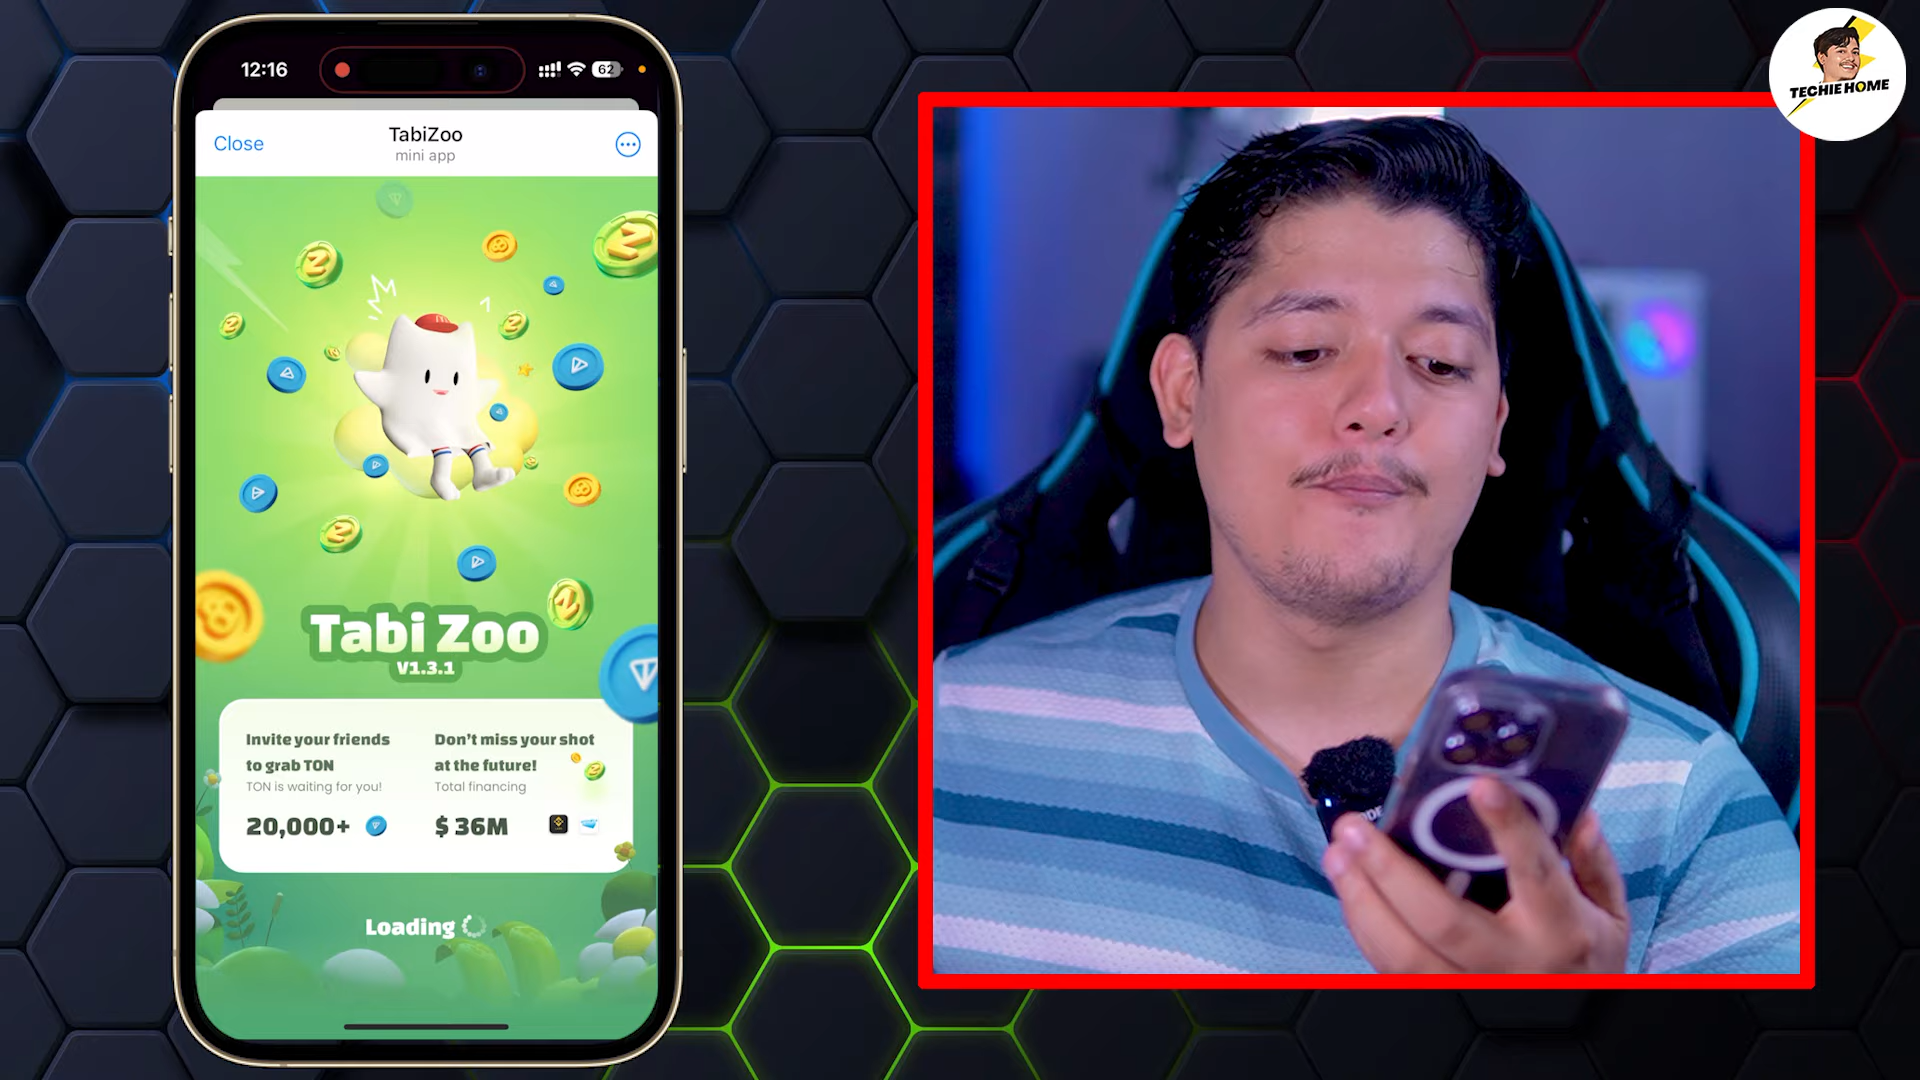 12:16
62
Close
TabiZoo
mini app
Tabi Zoo
V1.3.1
Invite your friends
to grab TON
TON is waiting for you!
20,000+
Don't miss your shot
at the future!
Total financing
$ 36M
Loading
TECHIE HOME